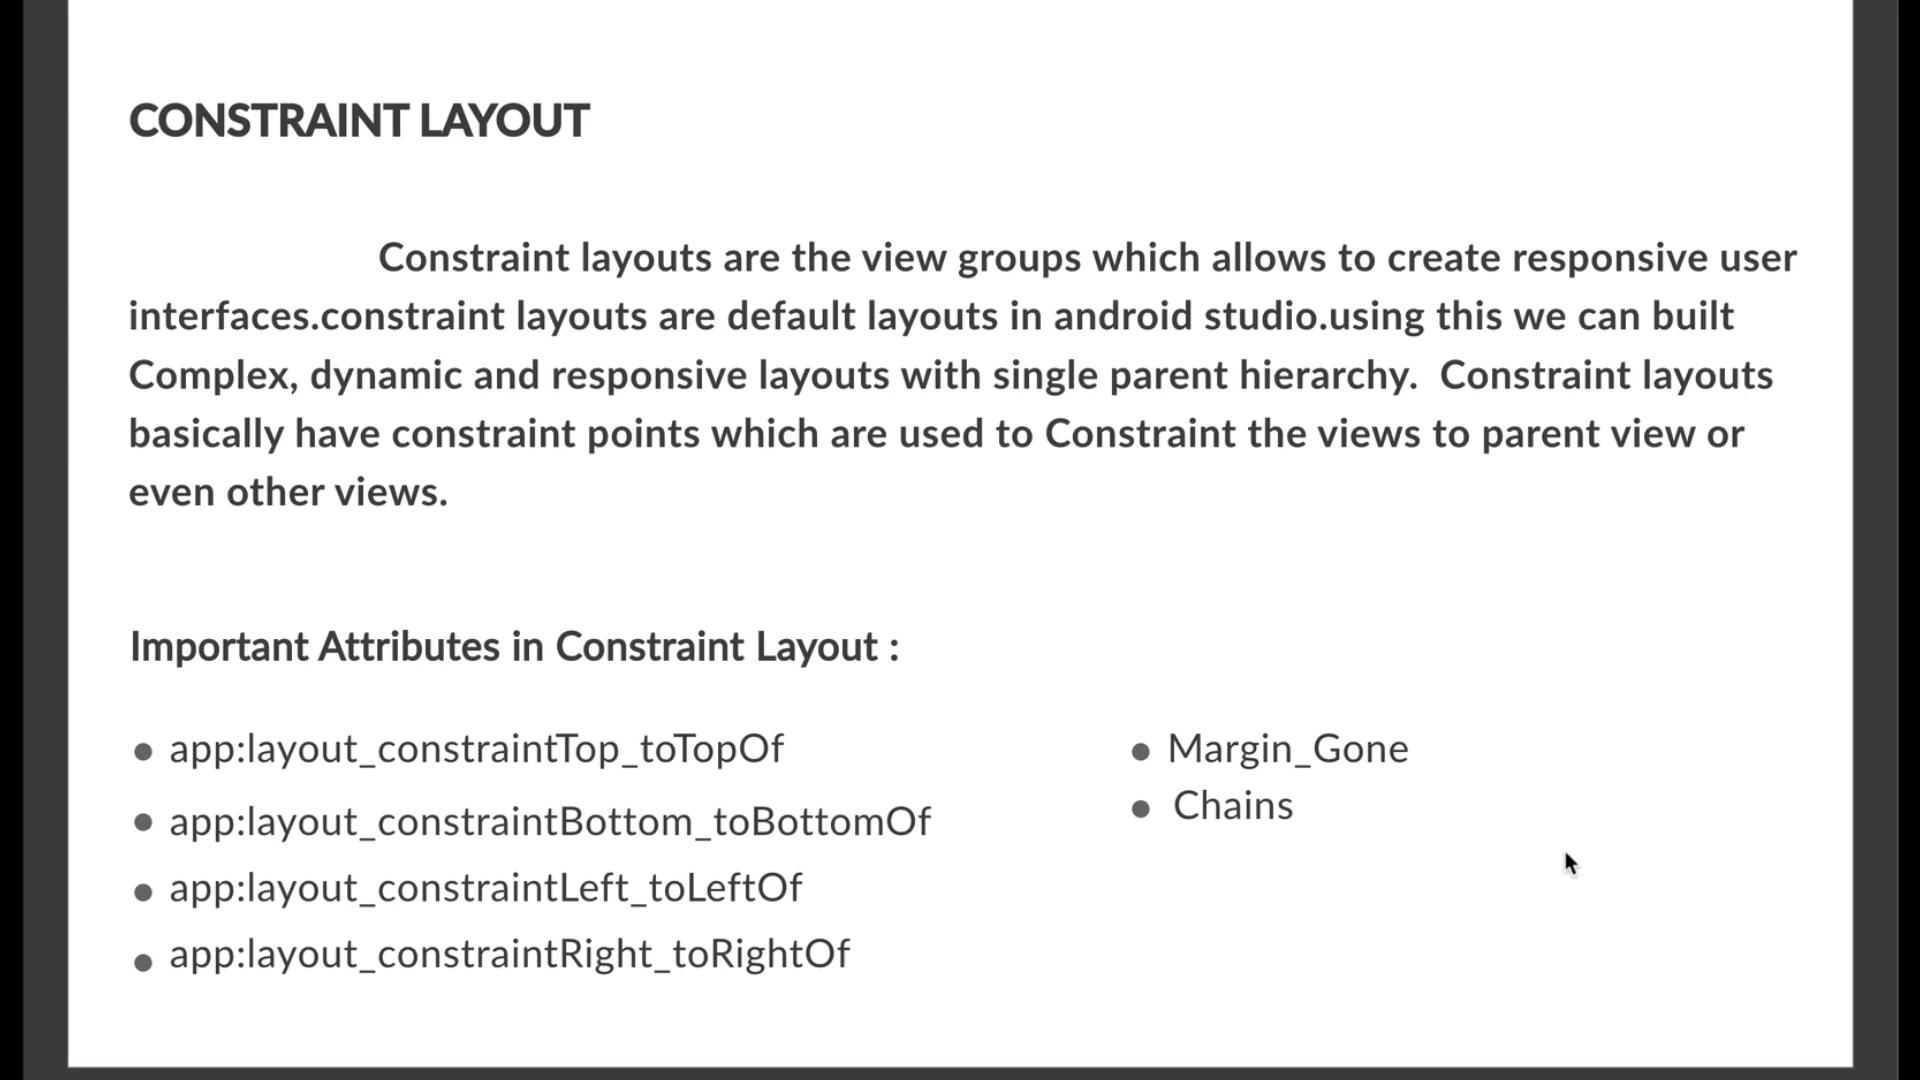 CONSTRAINT LAYOUT
Constraint layouts are the view groups which allows to create responsive user
interfaces.constraint layouts are default layouts in android studio.using this we can built
Complex, dynamic and responsive layouts with single parent hierarchy.  Constraint layouts
basically have constraint points which are used to Constraint the views to parent view or
even other views.
Important Attributes in Constraint Layout :
● app:layout_constraintTop_toTopOf
● app:layout_constraintBottom_toBottomOf
● app:layout_constraintLeft_toLeftOf
● app:layout_constraintRight_toRightOf
● Margin_Gone
● Chains